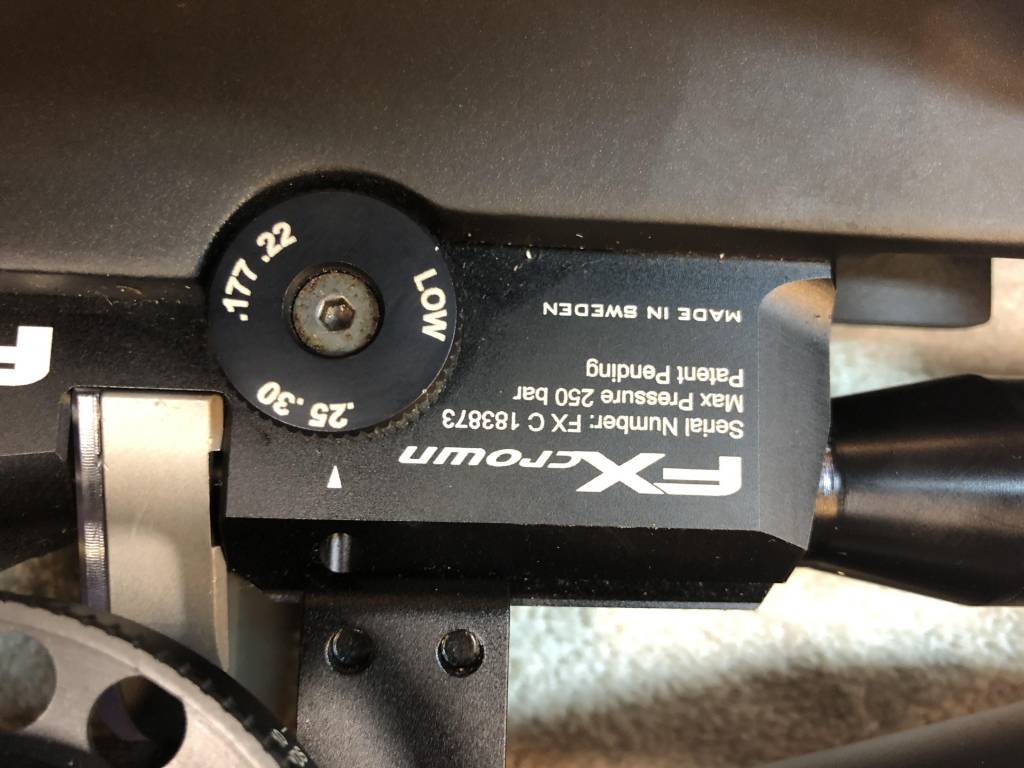 FX crown
Serial Number: FX C 183873
Max Pressure 250 bar
Patent Pending
MADE IN SWEDEN
.177 .22
LOW
.25 .30
F